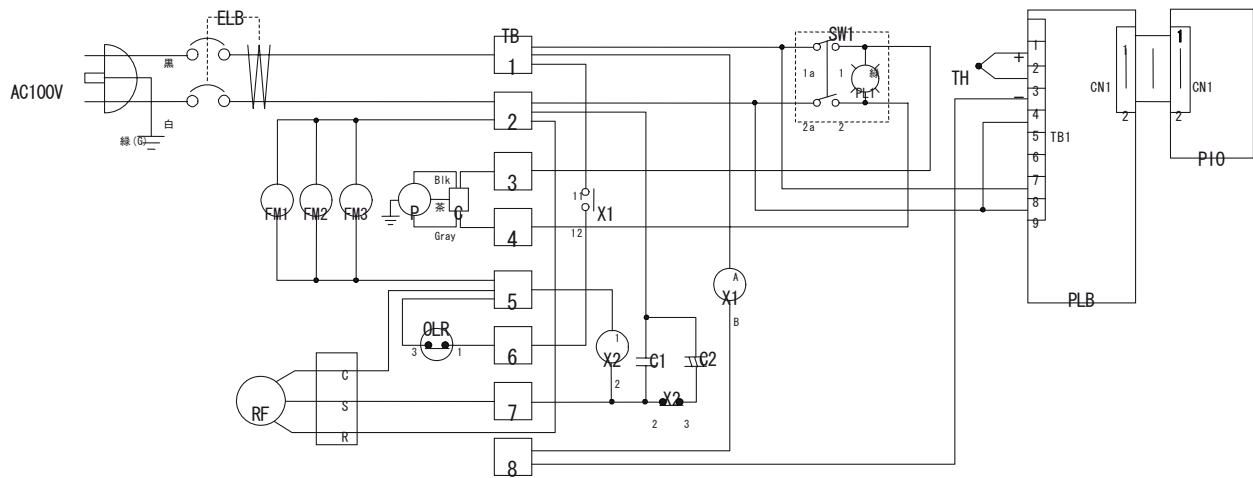 ELB
TB
SW1
黒
1
1a
1
緑
PL1
TH
+
−
1
2
3
4
5
6
7
8
9
TB1
1
CN1
2
1
CN1
2
PIO
AC100V
2
2a
2
白
緑(G)
Blk
3
11
X1
12
FM1
FM2
FM3
P
茶
C
Gray
4
A
X1
B
PLB
5
OLR
3
1
6
1
X2
2
C1
C2
C
RF
S
7
X2
2
3
R
8